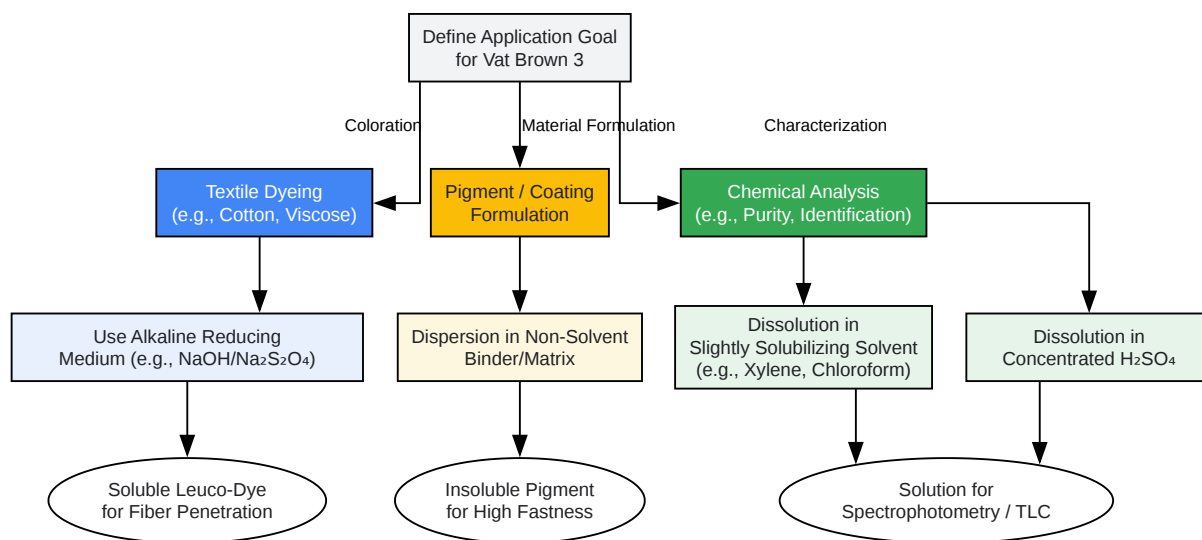 Define Application Goal
for Vat Brown 3
Coloration
Material Formulation
Characterization
Textile Dyeing
(e.g., Cotton, Viscose)
Pigment / Coating
Formulation
Chemical Analysis
(e.g., Purity, Identification)
Use Alkaline Reducing
Medium (e.g., NaOH/Na₂S₂O₄)
Dispersion in Non-Solvent
Binder/Matrix
Dissolution in
Slightly Solubilizing Solvent
(e.g., Xylene, Chloroform)
Dissolution in
Concentrated H₂SO₄
Soluble Leuco-Dye
for Fiber Penetration
Insoluble Pigment
for High Fastness
Solution for
Spectrophotometry / TLC